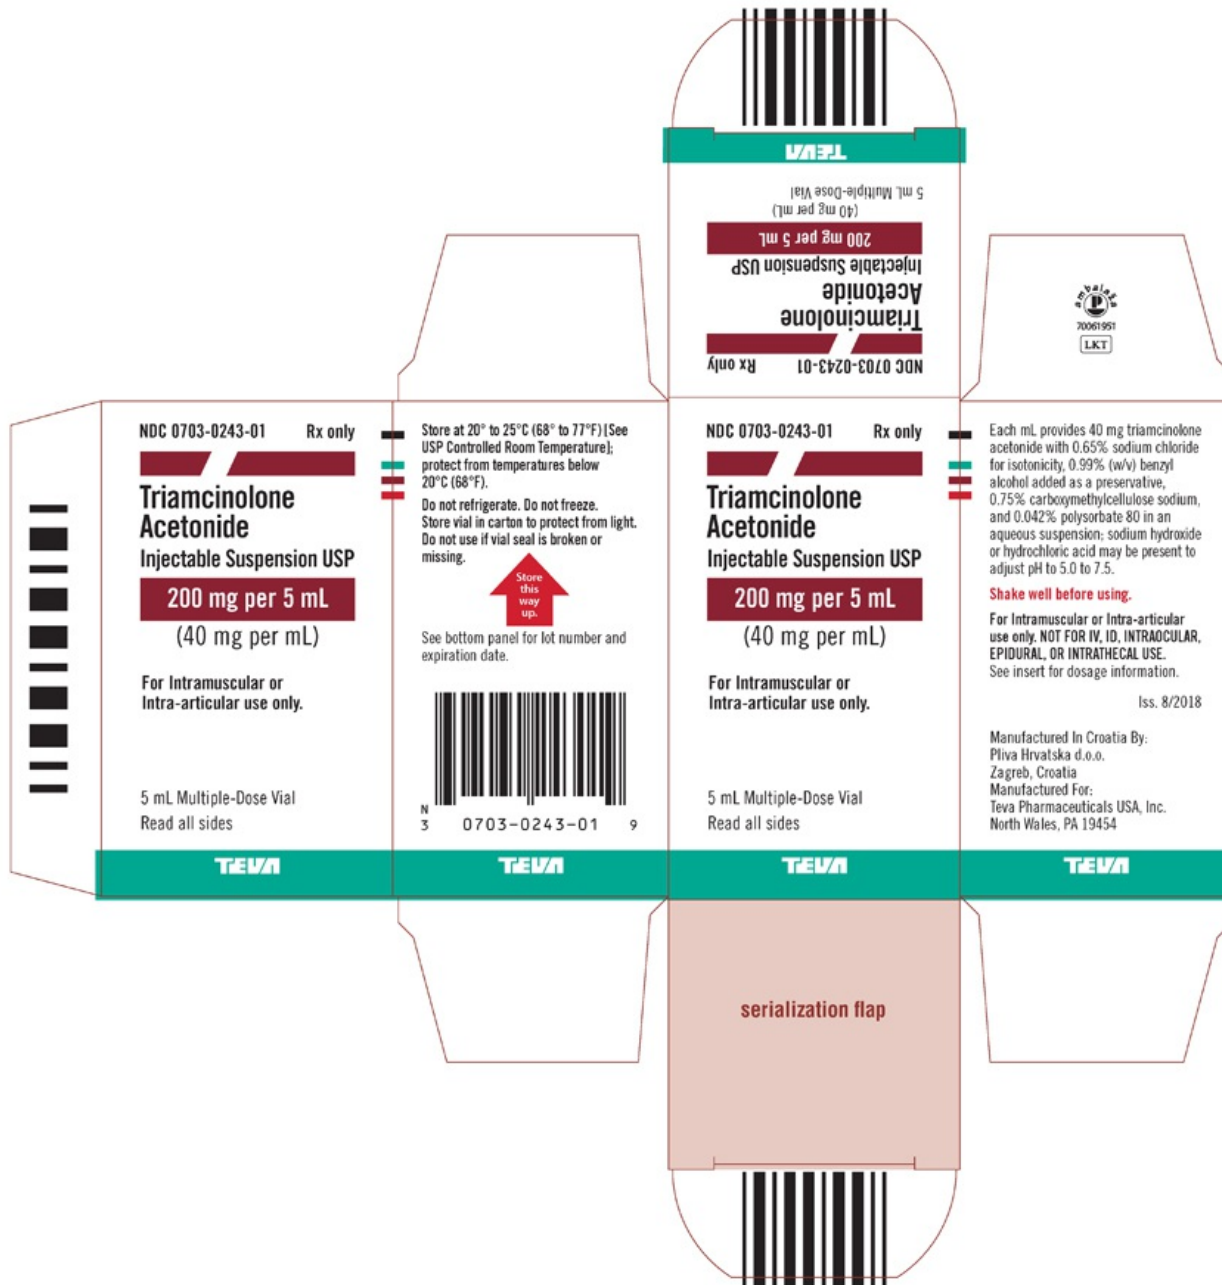 TEVA
5 mL Multiple-Dose Vial
(40 mg per mL)
200 mg per 5 mL
Injectable Suspension USP
Acetonide
Triamcinolone
NDC 0703-0243-01 Rx only
ambalaža
P
70061951
LKT
NDC 0703-0243-01 Rx only
Triamcinolone
Acetonide
Injectable Suspension USP
200 mg per 5 mL
(40 mg per mL)
For Intramuscular or
Intra-articular use only.
5 mL Multiple-Dose Vial
Read all sides
TEVA
Store at 20° to 25°C (68° to 77°F) [See
USP Controlled Room Temperature];
protect from temperatures below
20°C (68°F).
Do not refrigerate. Do not freeze.
Store vial in carton to protect from light.
Do not use if vial seal is broken or
missing.
Store
this
way
up.
See bottom panel for lot number and
expiration date.
N
3 0703-0243-01 9
TEVA
NDC 0703-0243-01 Rx only
Triamcinolone
Acetonide
Injectable Suspension USP
200 mg per 5 mL
(40 mg per mL)
For Intramuscular or
Intra-articular use only.
5 mL Multiple-Dose Vial
Read all sides
TEVA
Each mL provides 40 mg triamcinolone
acetonide with 0.65% sodium chloride
for isotonicity, 0.99% (w/v) benzyl
alcohol added as a preservative,
0.75% carboxymethylcellulose sodium,
and 0.042% polysorbate 80 in an
aqueous suspension; sodium hydroxide
or hydrochloric acid may be present to
adjust pH to 5.0 to 7.5.
Shake well before using.
For Intramuscular or Intra-articular
use only. NOT FOR IV, ID, INTRAOCULAR,
EPIDURAL, OR INTRATHECAL USE.
See insert for dosage information.
Iss. 8/2018
Manufactured In Croatia By:
Pliva Hrvatska d.o.o.
Zagreb, Croatia
Manufactured For:
Teva Pharmaceuticals USA, Inc.
North Wales, PA 19454
TEVA
serialization flap